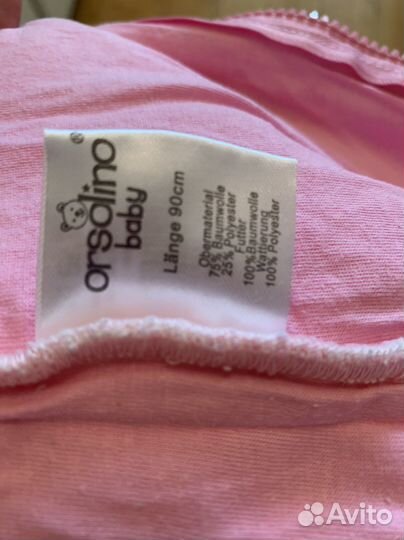 orsolino®
baby
Länge 90cm
Obermaterial
75% Baumwolle
25% Polyester
Futter
100%Baumwolle
Wattierung
100% Polyester
Avito